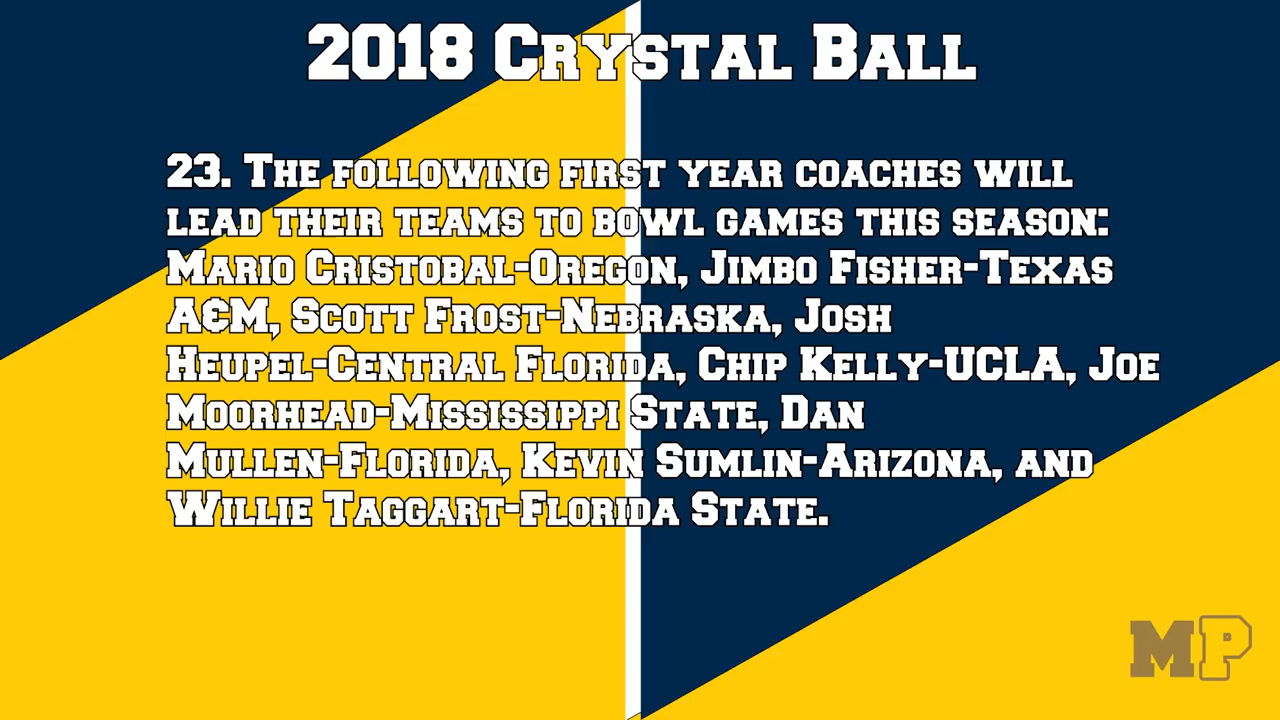 2018 Crystal Ball
23. The following first year coaches will
lead their teams to bowl games this season:
Mario Cristobal-Oregon, Jimbo Fisher-Texas
A&M, Scott Frost-Nebraska, Josh
Heupel-Central Florida, Chip Kelly-UCLA, Joe
Moorhead-Mississippi State, Dan
Mullen-Florida, Kevin Sumlin-Arizona, and
Willie Taggart-Florida State.
MP